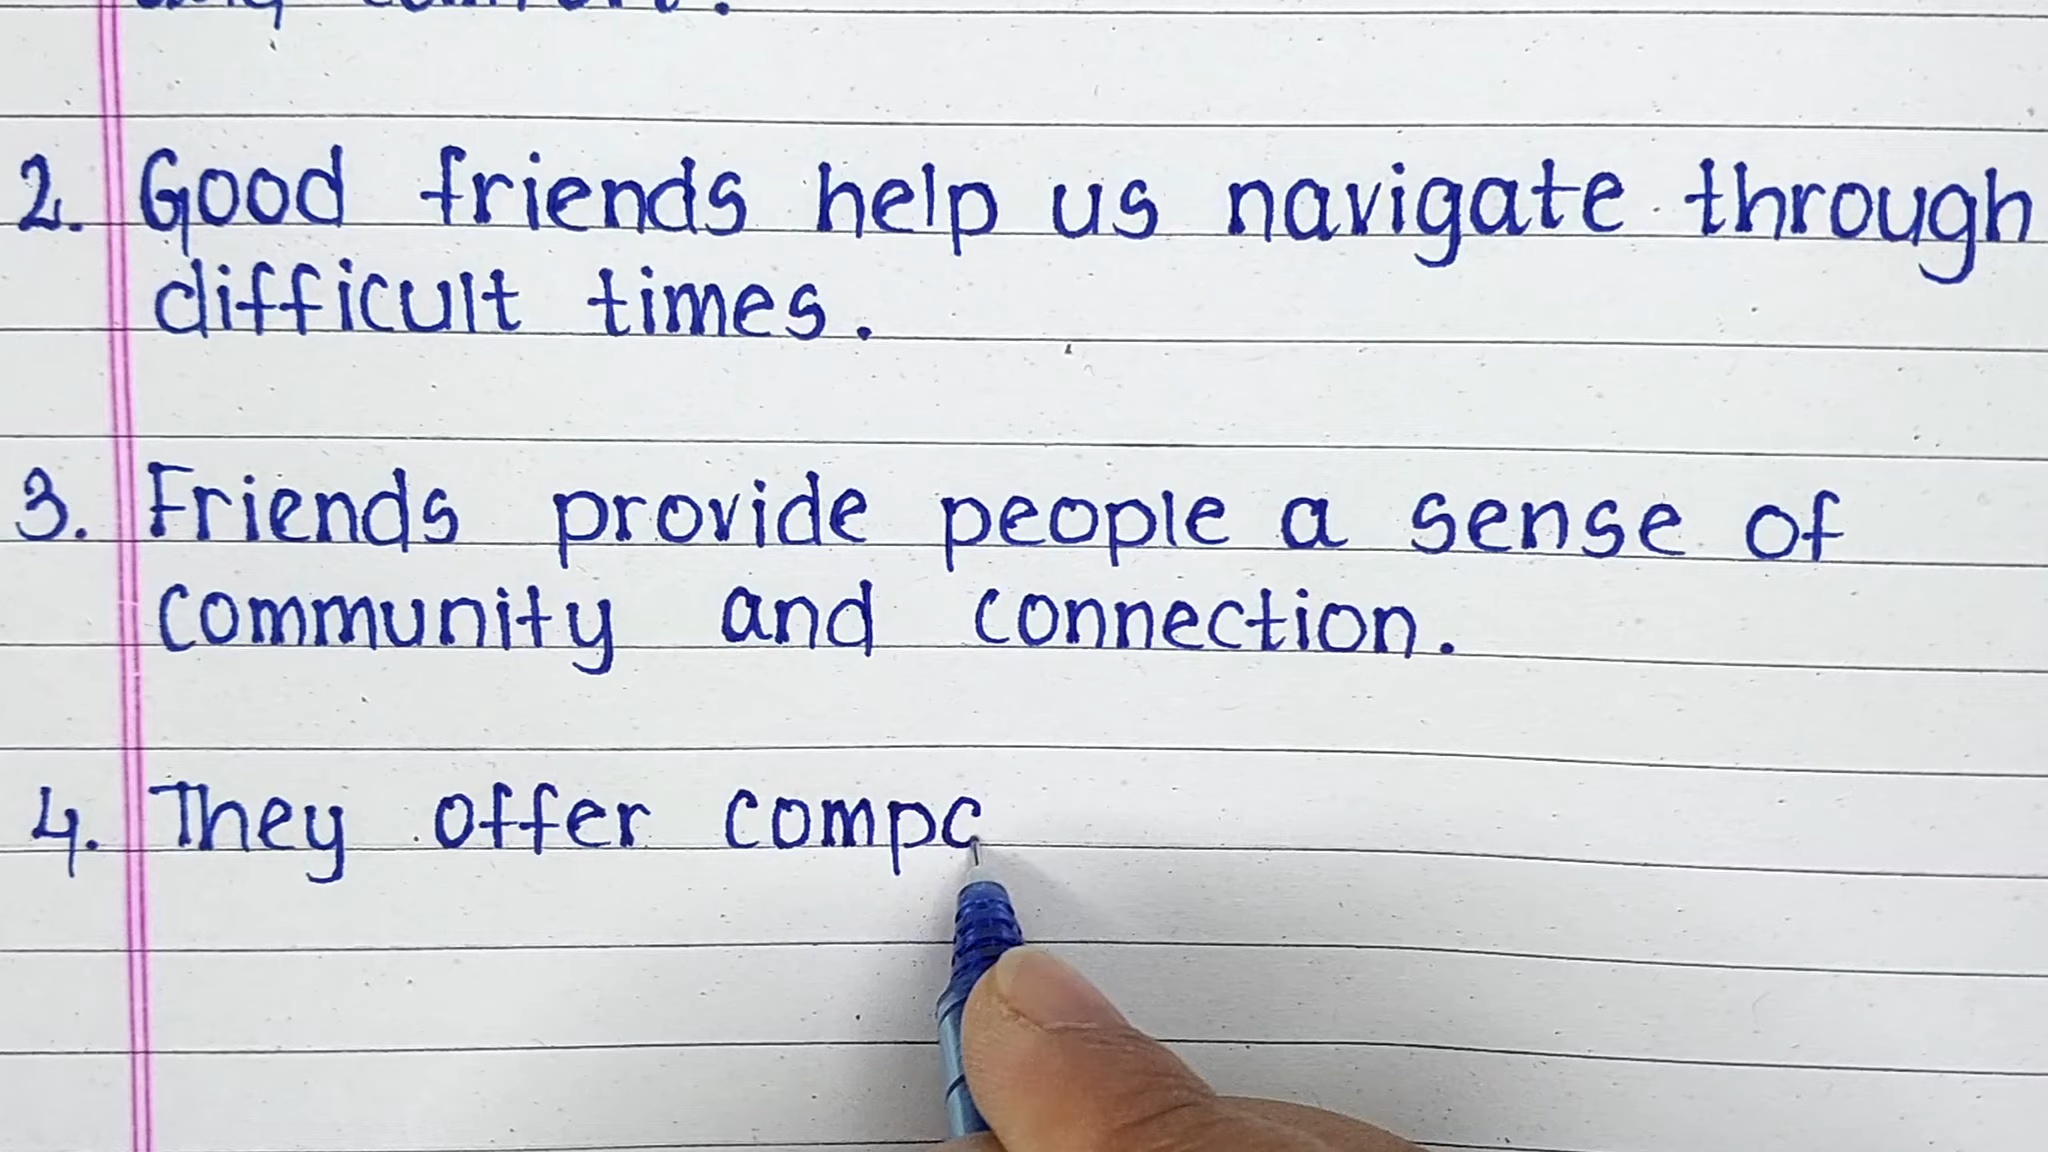 2. Good friends help us navigate through
difficult times.
3. Friends provide people a sense of
community and connection.
4. They offer compc